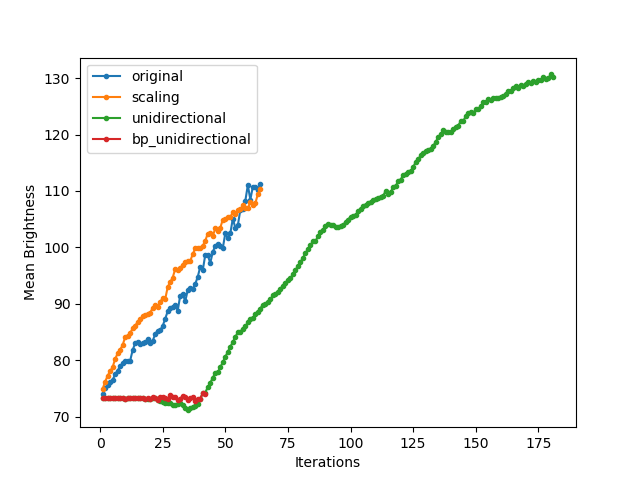 original
scaling
unidirectional
bp_unidirectional
130
120
110
100
90
80
70
Mean Brightness
0 25 50 75 100 125 150 175
Iterations